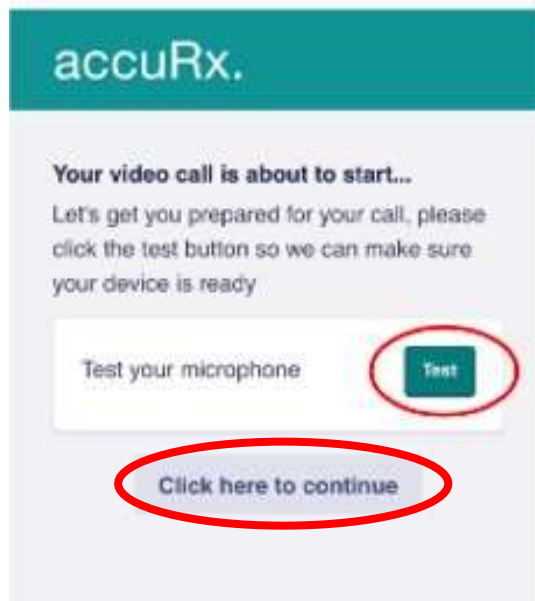 accuRx.
Your video call is about to start...
Let's get you prepared for your call, please
click the test button so we can make sure
your device is ready
Test your microphone Test
Click here to continue